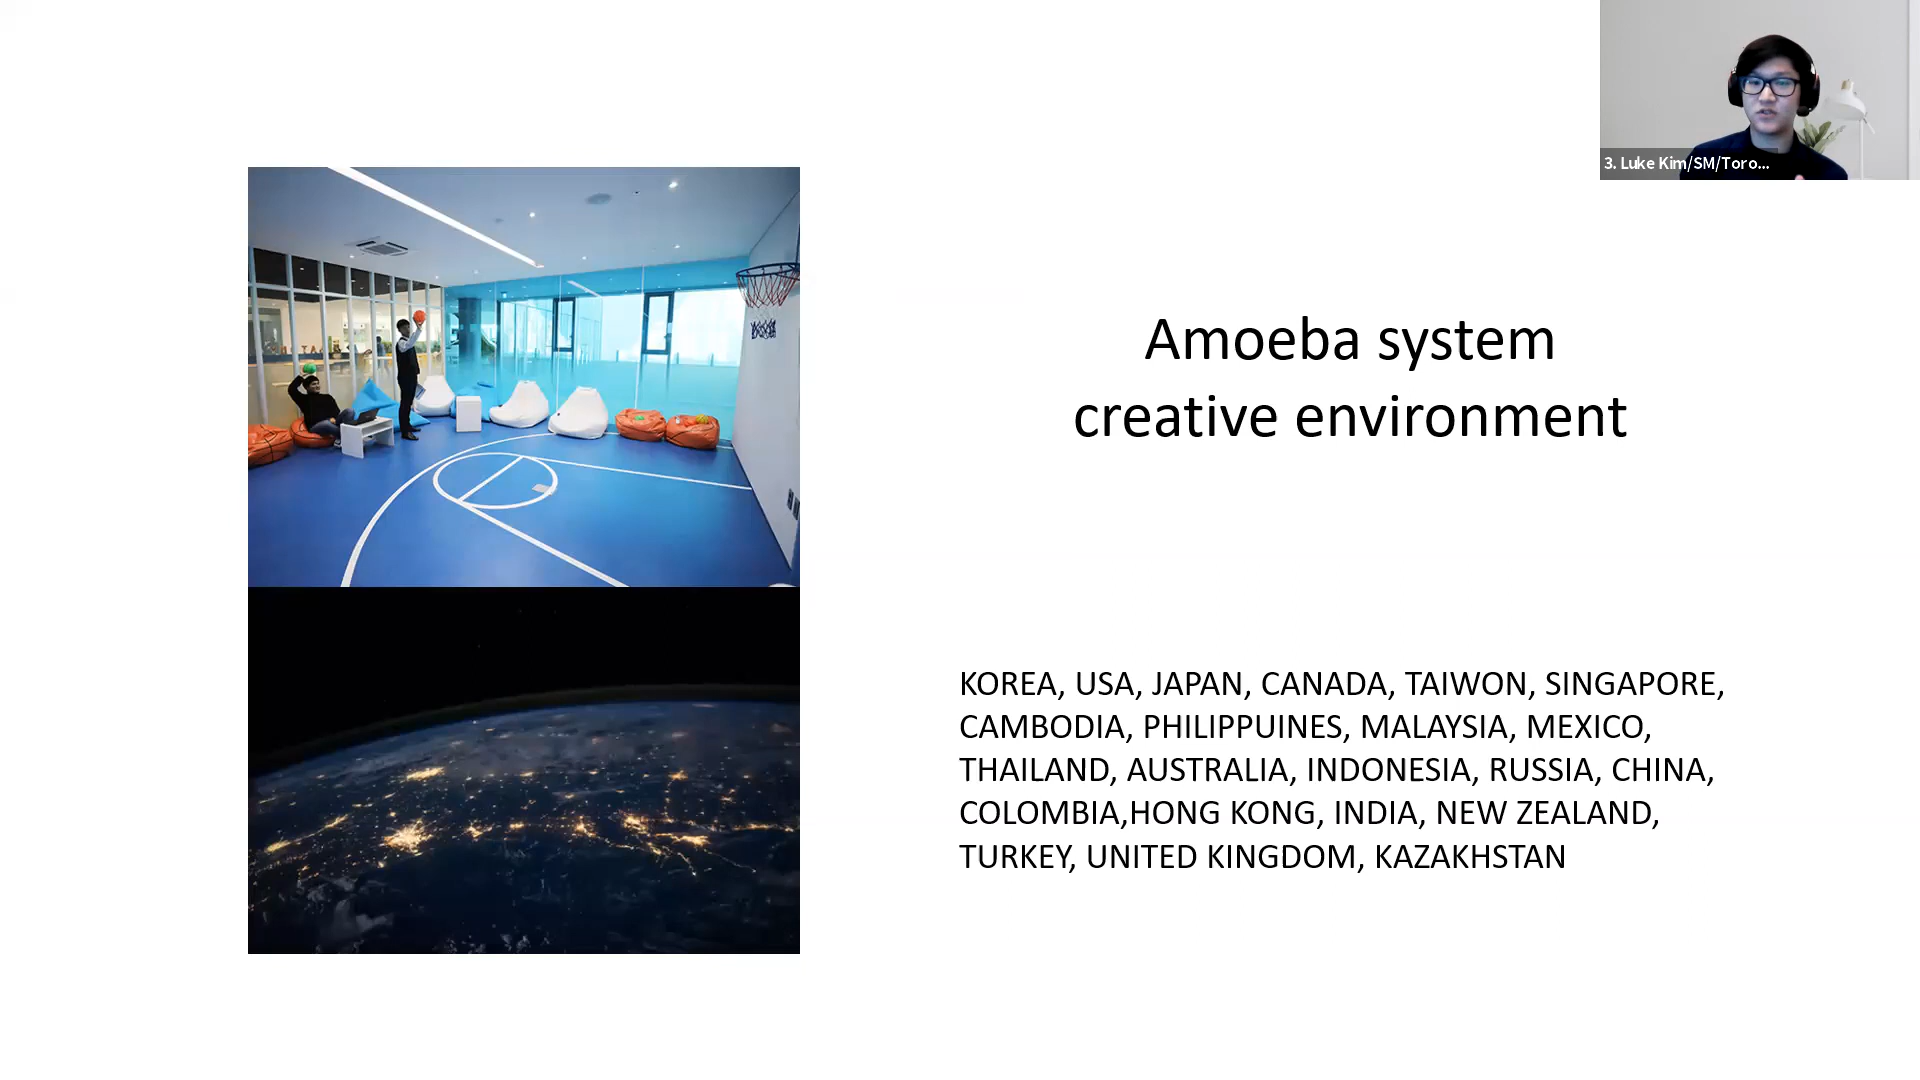 3. Luke Kim/SM/Toro...
Amoeba system
creative environment
KOREA, USA, JAPAN, CANADA, TAIWON, SINGAPORE,
CAMBODIA, PHILIPPUINES, MALAYSIA, MEXICO,
THAILAND, AUSTRALIA, INDONESIA, RUSSIA, CHINA,
COLOMBIA,HONG KONG, INDIA, NEW ZEALAND,
TURKEY, UNITED KINGDOM, KAZAKHSTAN